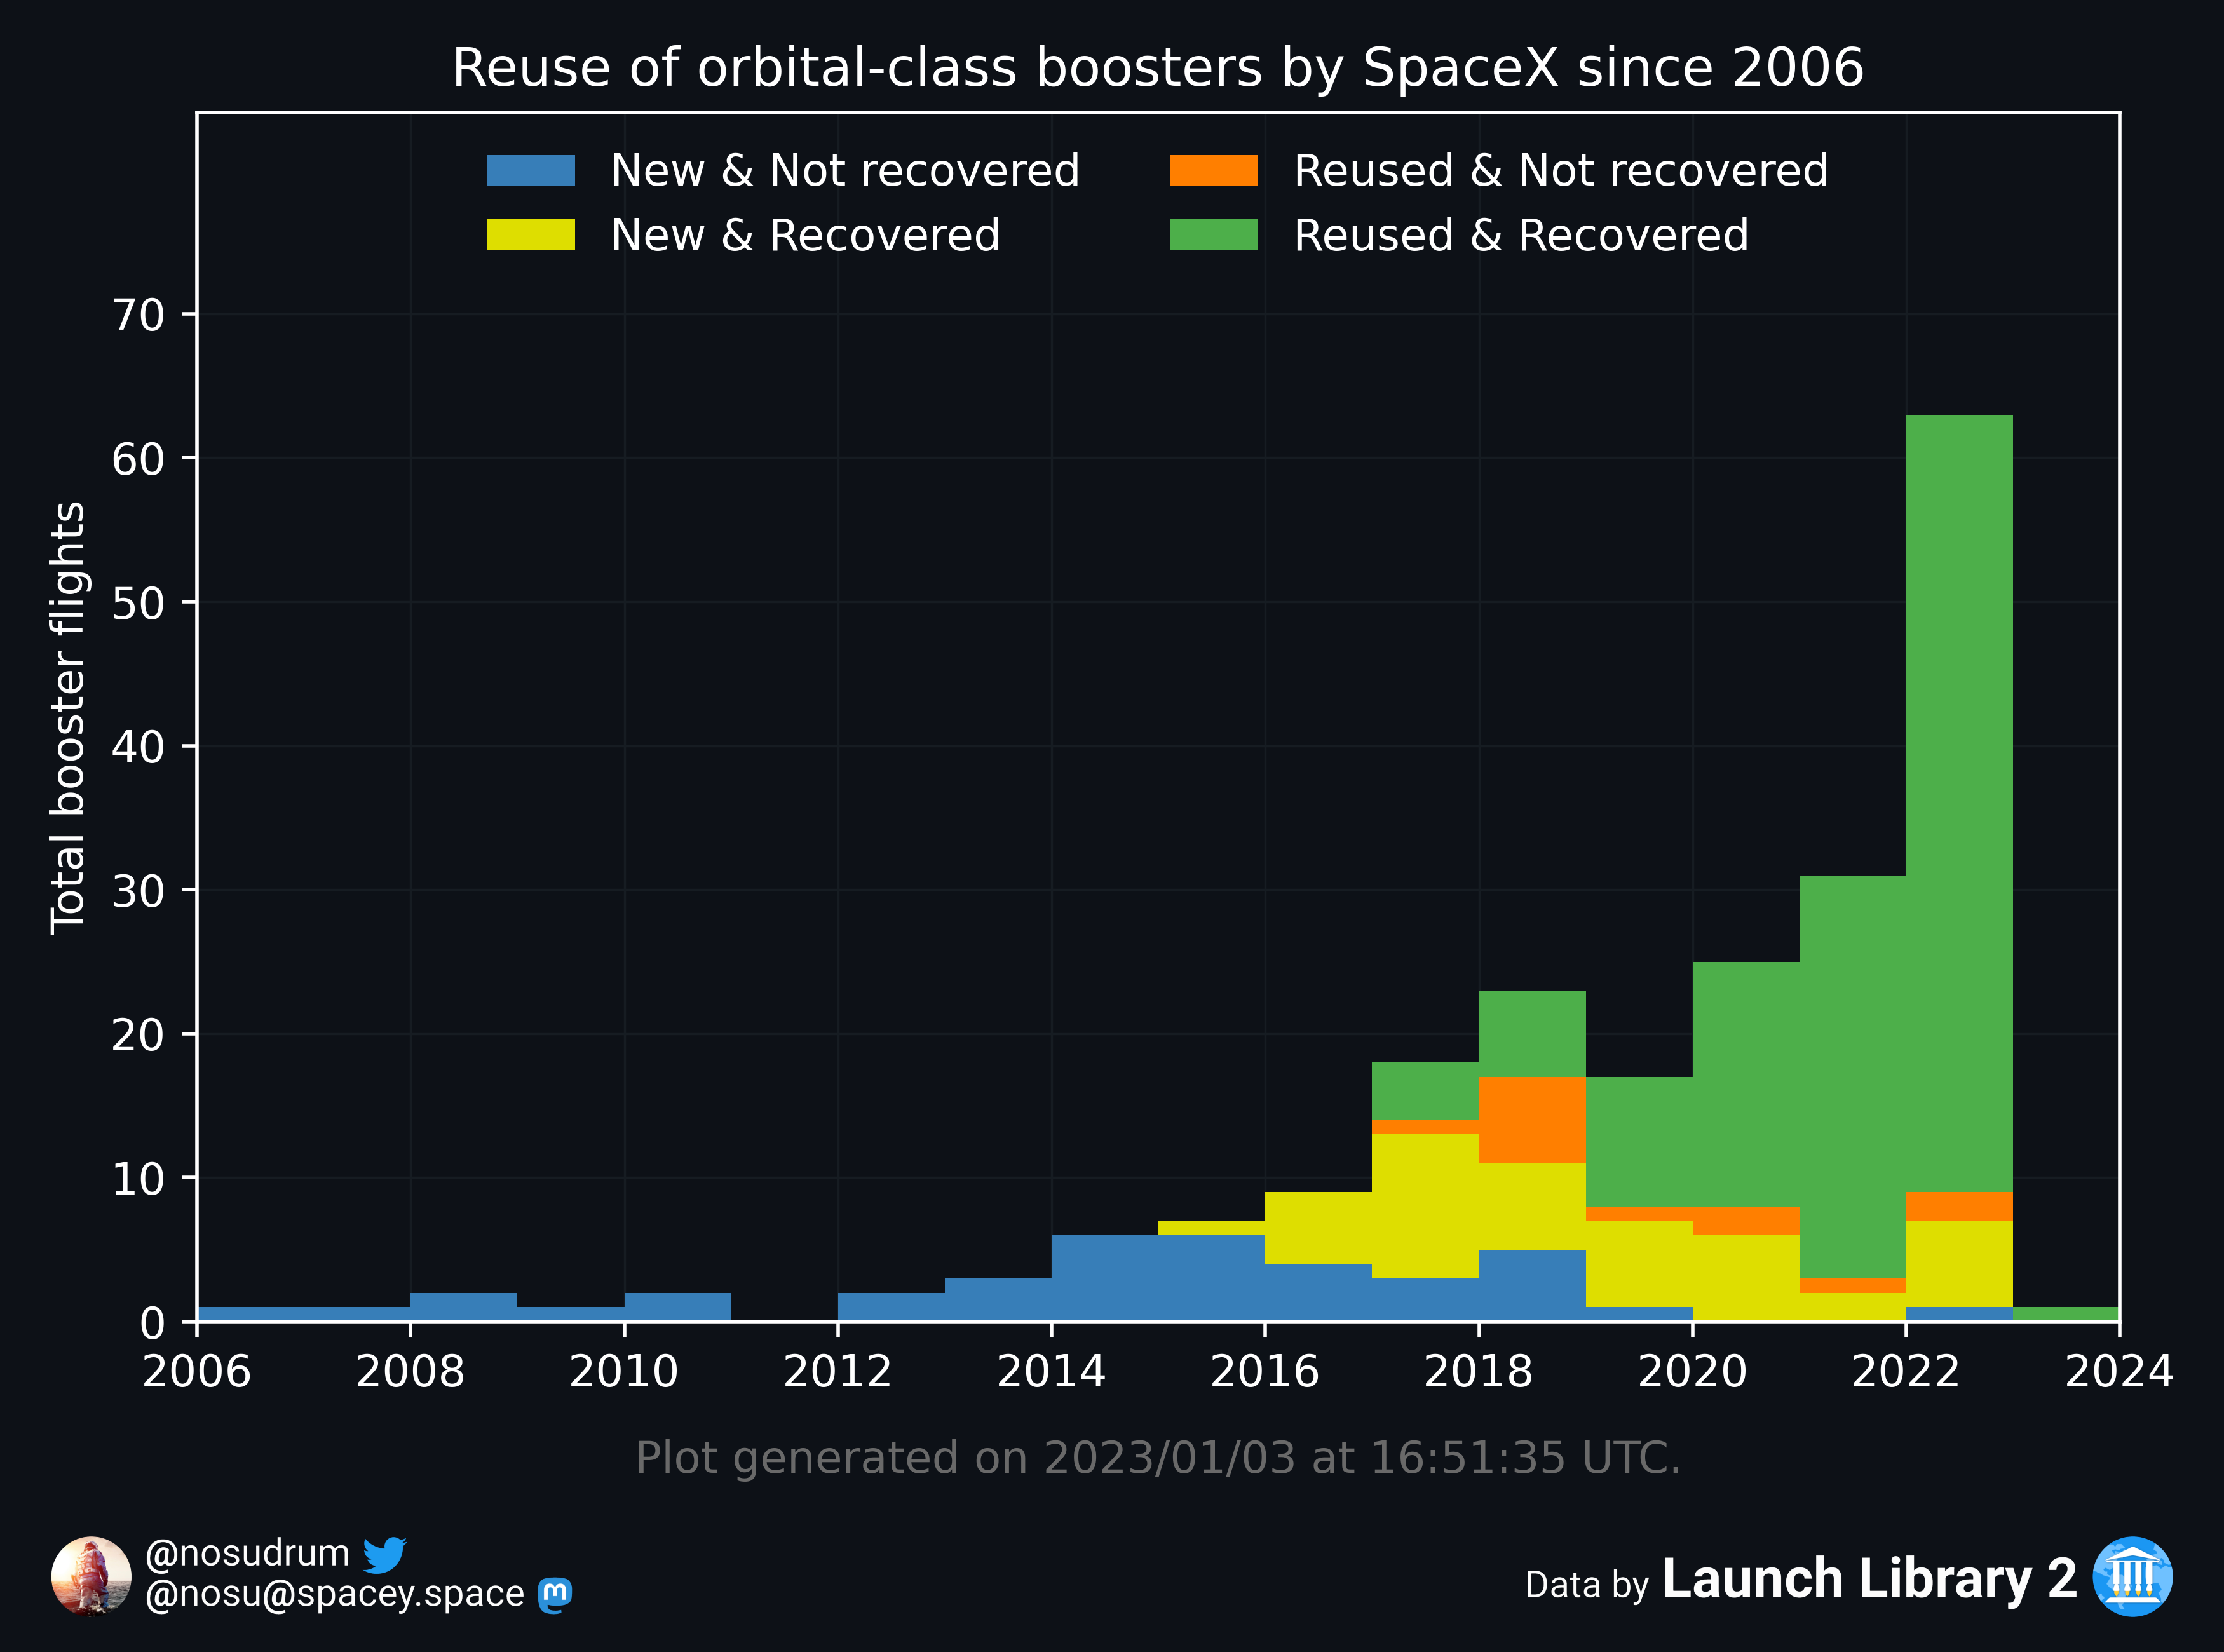 Reuse of orbital-class boosters by SpaceX since 2006
New & Not recovered
New & Recovered
Reused & Not recovered
Reused & Recovered
Total booster flights
70
60
50
40
30
20
10
0
2006 2008 2010 2012 2014 2016 2018 2020 2022 2024
Plot generated on 2023/01/03 at 16:51:35 UTC.
@nosudrum
@nosu@spacey.space
Data by Launch Library 2